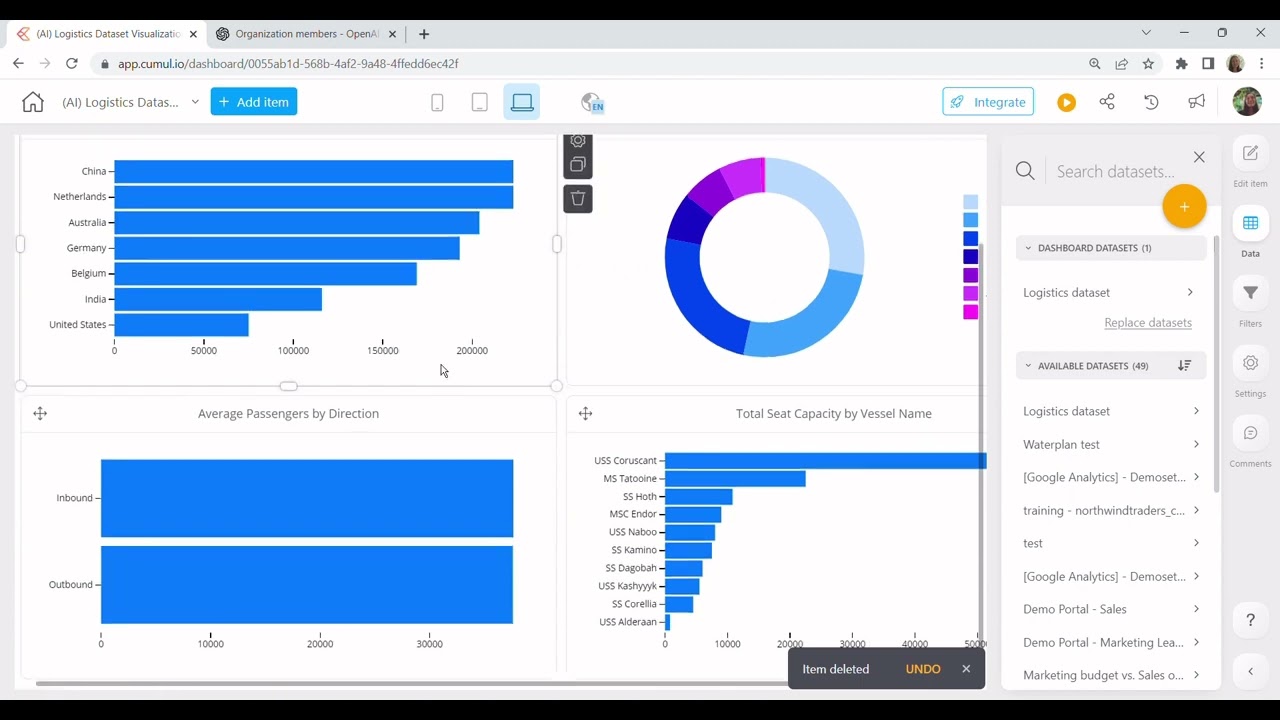 (AI) Logistics Dataset Visualizatio
Organization members - OpenAI
app.cumul.io/dashboard/0055ab1d-568b-4af2-9a48-4ffedd6ec42f
(AI) Logistics Datas...
+ Add item
EN
Integrate
China
Netherlands
Australia
Germany
Belgium
India
United States
0 50000 100000 150000 200000
Average Passengers by Direction
Inbound
Outbound
0 10000 20000 30000
Total Seat Capacity by Vessel Name
USS Coruscant
MS Tatooine
SS Hoth
MSC Endor
USS Naboo
SS Kamino
SS Dagobah
USS Kashyyyk
SS Corellia
USS Alderaan
0 10000 20000 30000 40000 5000
Item deleted UNDO
Search datasets...
DASHBOARD DATASETS (1)
Logistics dataset
Replace datasets
AVAILABLE DATASETS (49)
Logistics dataset
Waterplan test
[Google Analytics] - Demoset...
training - northwindtraders_c...
test
[Google Analytics] - Demoset...
Demo Portal - Sales
Demo Portal - Marketing Lea...
Marketing budget vs. Sales o...
Edit item
Data
Filters
Settings
Comments
?